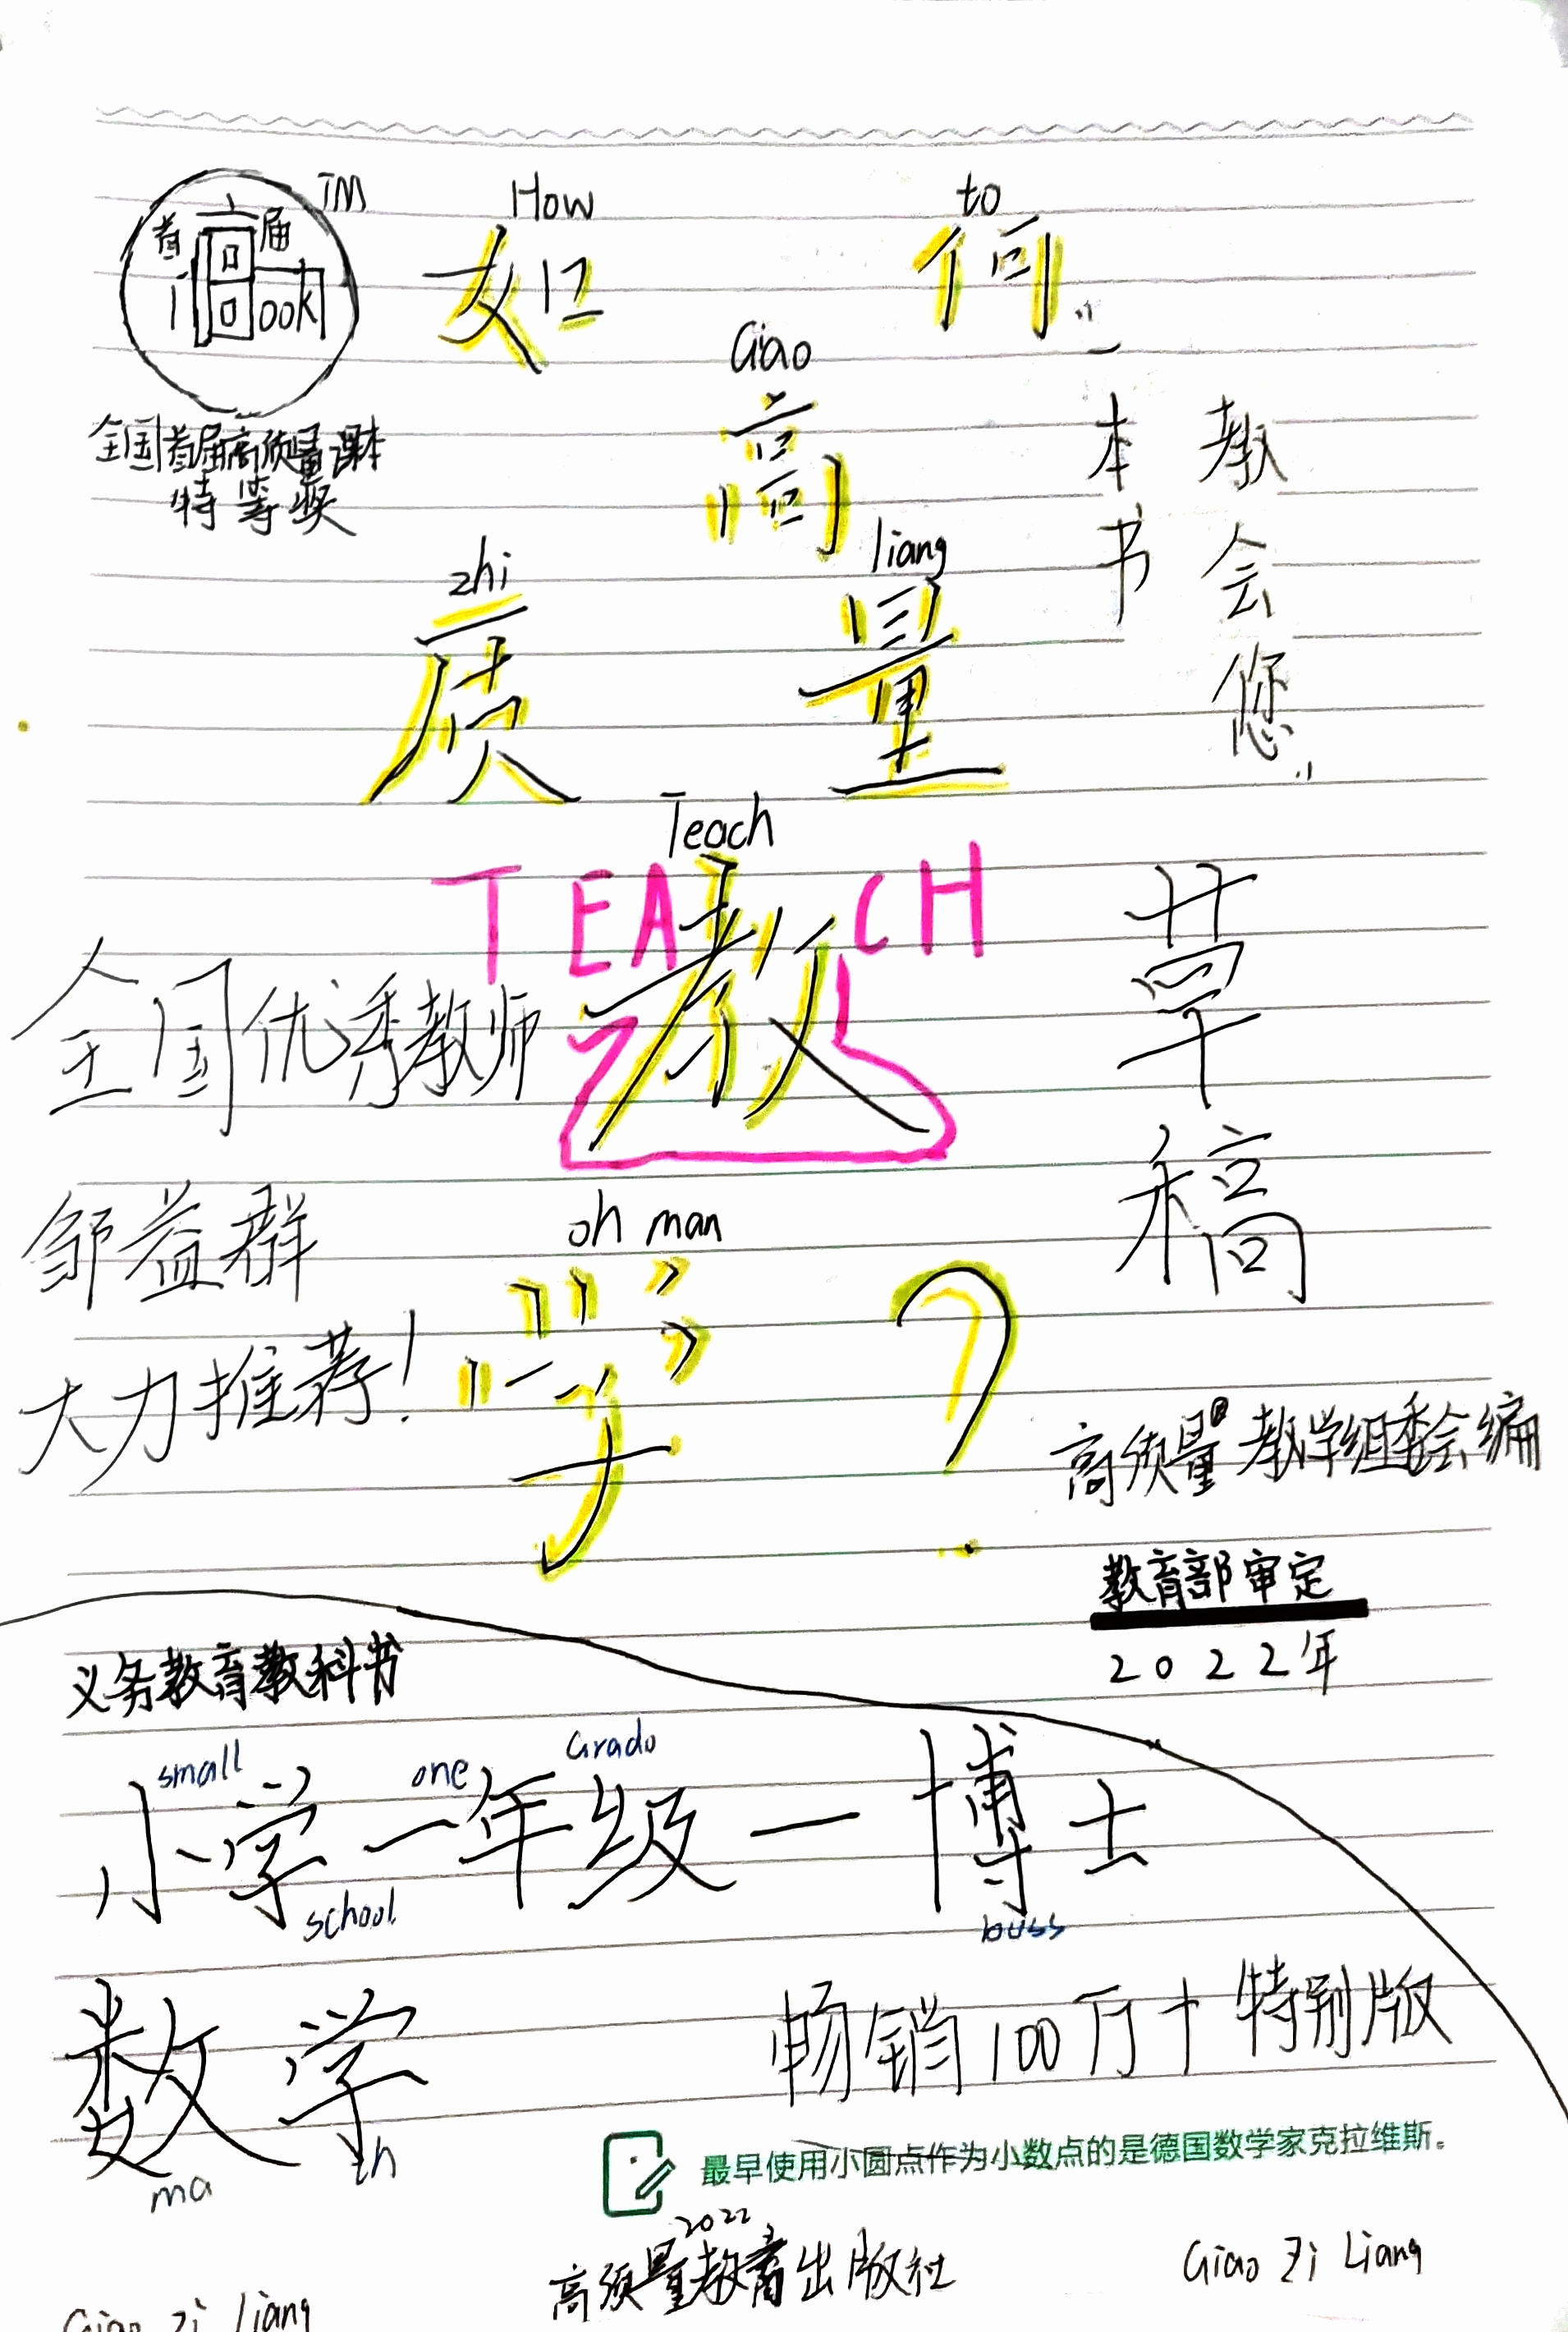 TM
首届
iBook
全国首届高质量课本
特等奖
How to
如何
Giao
高
zhi liang
质量
Teach
TEACH
教
oh man
学?
本书
教会您
草稿
全国优秀教师
邹益群
大力推荐!
高质量教学组委会编
教育部审定
2022年
义务教育教科书
small one Grado
小学一年级一博士
school boss
数学
ma th
畅销100万+特别版
最早使用小圆点作为小数点的是德国数学家克拉维斯。
2022
高质量教育出版社
Giao Zi Liang
Giao Zi liang